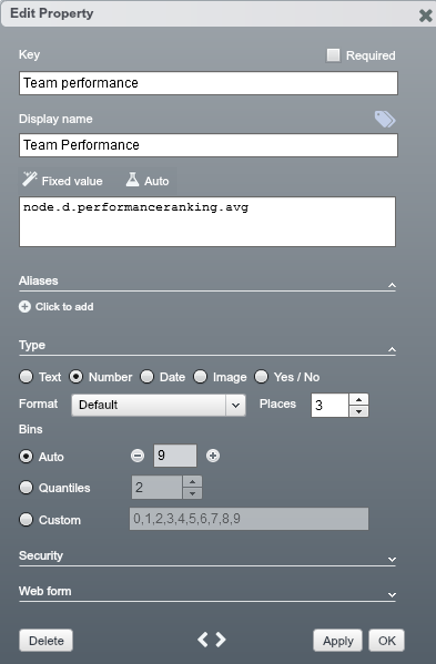 Edit Property
Key
Required
Team performance
Display name
Team Performance
Fixed value Auto
node.d.performanceranking.avg
Aliases
Click to add
Type
Text Number Date Image Yes / No
Format Default Places 3
Bins
Auto 9
Quantiles 2
Custom 0,1,2,3,4,5,6,7,8,9
Security
Web form
Delete Apply OK